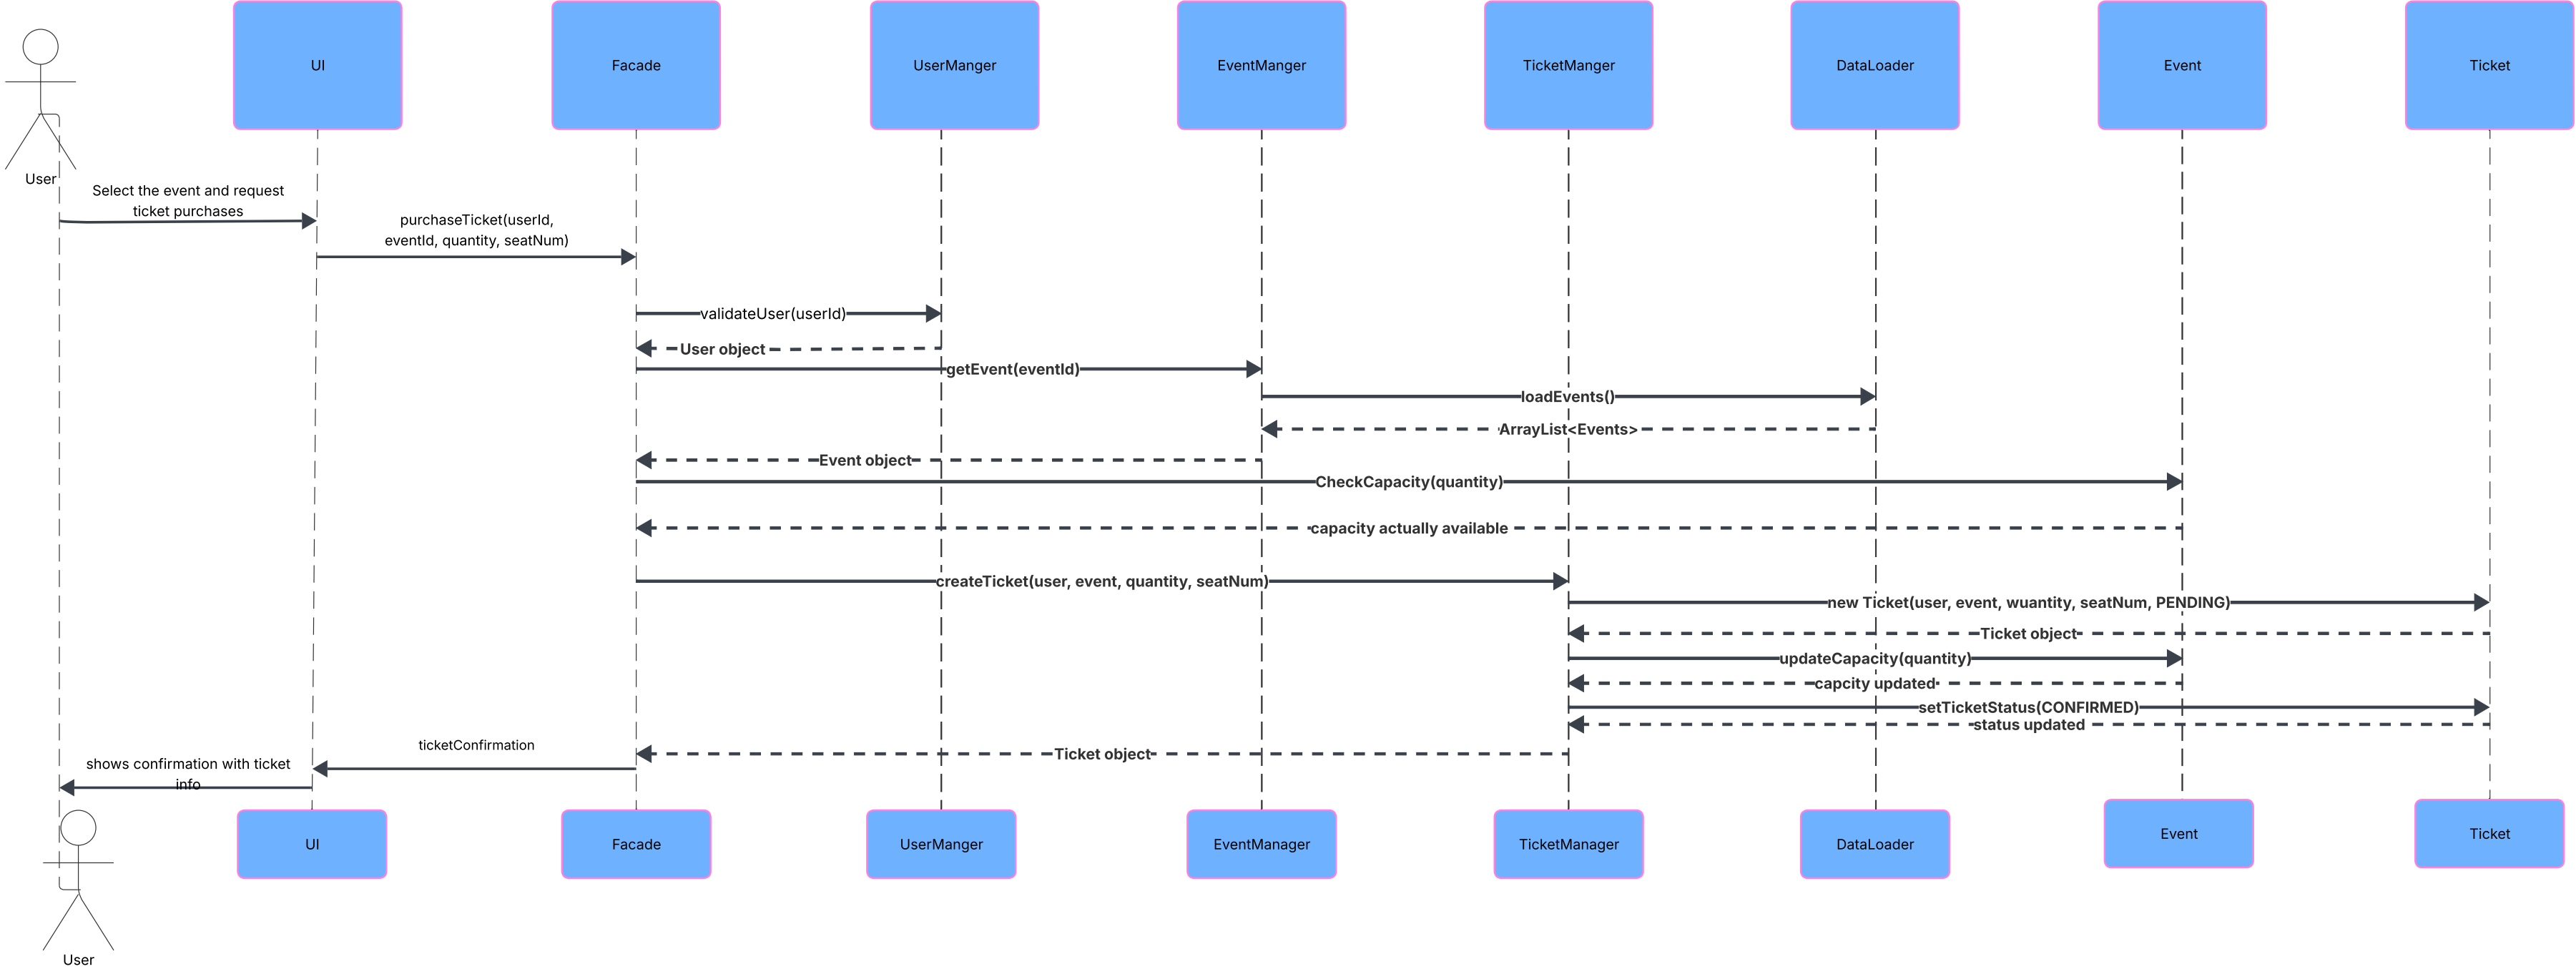 UI
Facade
UserManger
EventManger
TicketManger
DataLoader
Event
Ticket
User
Select the event and request
ticket purchases
purchaseTicket(userId,
eventId, quantity, seatNum)
validateUser(userId)
User object
getEvent(eventId)
loadEvents()
ArrayList<Events>
Event object
CheckCapacity(quantity)
capacity actually available
createTicket(user, event, quantity, seatNum)
new Ticket(user, event, wuantity, seatNum, PENDING)
Ticket object
updateCapacity(quantity)
capcity updated
setTicketStatus(CONFIRMED)
status updated
ticketConfirmation
Ticket object
shows confirmation with ticket
info
UI
Facade
UserManger
EventManager
TicketManager
DataLoader
Event
Ticket
User